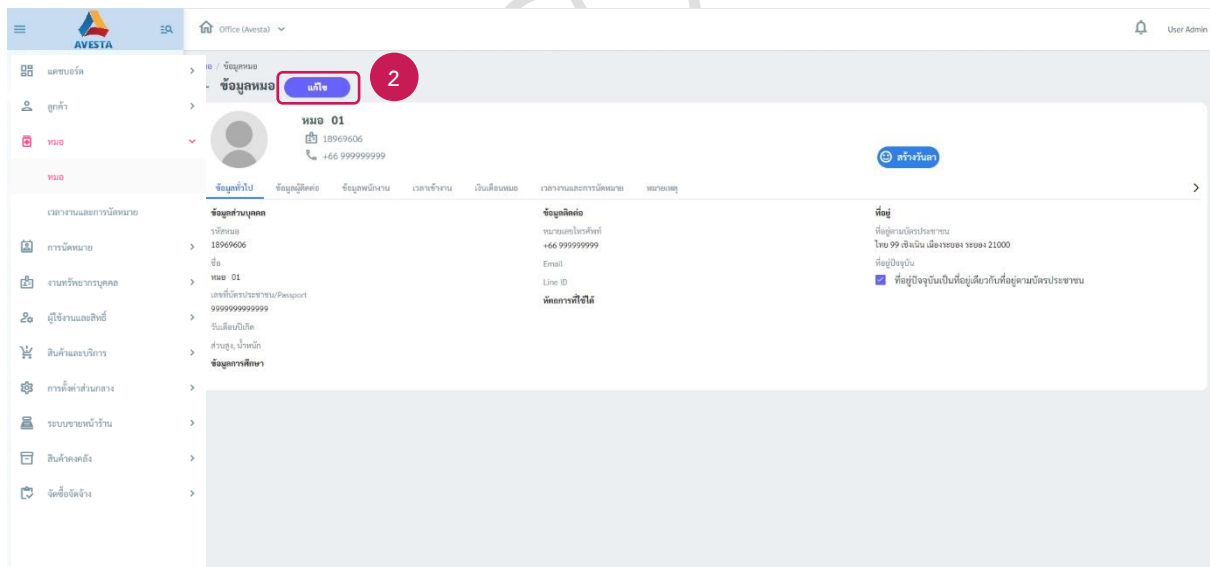 AVESTA
Office (Avesta)
User Admin
แดชบอร์ด
ลูกค้า
หมอ
หมอ
เวลางานและการนัดหมาย
การนัดหมาย
งานทรัพยากรบุคคล
ผู้ใช้งานและสิทธิ์
สินค้าและบริการ
การตั้งค่าส่วนกลาง
ระบบขายหน้าร้าน
สินค้าคงคลัง
จัดซื้อจัดจ้าง
/ ข้อมูลหมอ
ข้อมูลหมอ แก้ไข 2
หมอ 01
18969606
+66 999999999
สร้างวันลา
ข้อมูลทั่วไป ข้อมูลผู้ติดต่อ ข้อมูลพนักงาน เวลาเข้างาน เงินเดือนหมอ เวลางานและการนัดหมาย หมายเหตุ
ข้อมูลส่วนบุคคล
รหัสหมอ
18969606
ชื่อ
หมอ 01
เลขที่บัตรประชาชน/Passport
9999999999999
วันเดือนปีเกิด
ส่วนสูง, น้ำหนัก
ข้อมูลการศึกษา
ข้อมูลติดต่อ
หมายเลขโทรศัพท์
+66 999999999
Email
Line ID
หัตถการที่ใช้ได้
ที่อยู่
ที่อยู่ตามบัตรประชาชน
ไทย 99 เชิงเนิน เมืองระยอง ระยอง 21000
ที่อยู่ปัจจุบัน
ที่อยู่ปัจจุบันเป็นที่อยู่เดียวกับที่อยู่ตามบัตรประชาชน